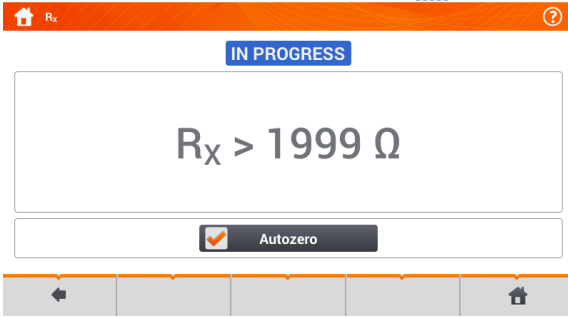 Rx
?
IN PROGRESS
RX > 1999 Ω
Autozero